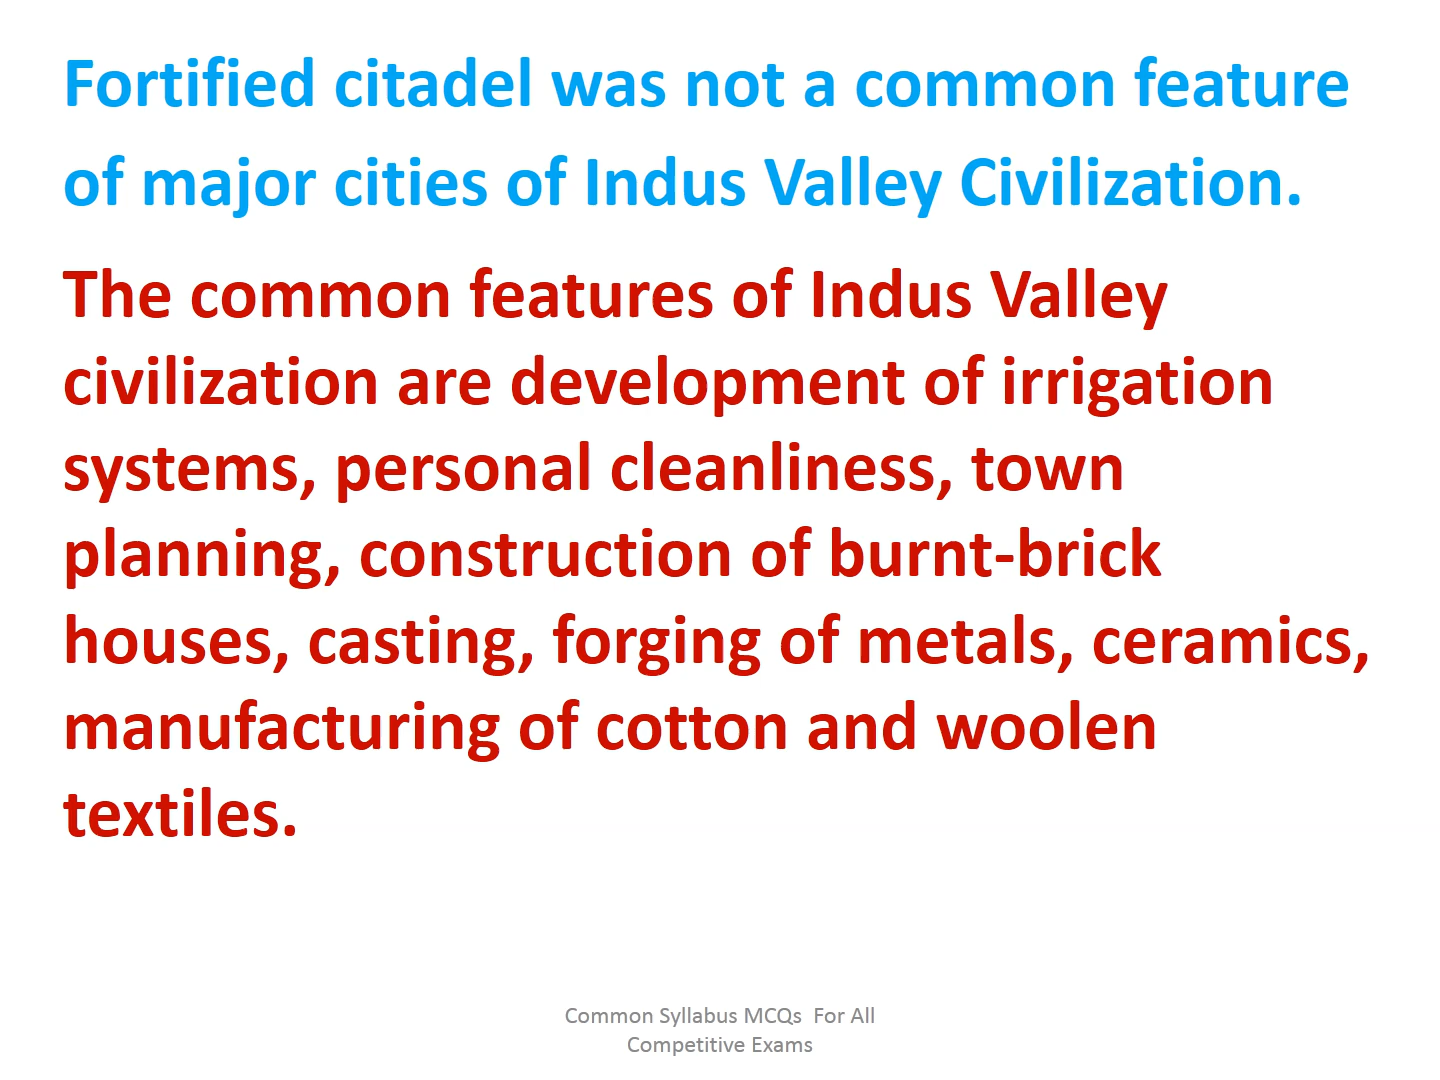 Fortified citadel was not a common feature
of major cities of Indus Valley Civilization.
The common features of Indus Valley
civilization are development of irrigation
systems, personal cleanliness, town
planning, construction of burnt-brick
houses, casting, forging of metals, ceramics,
manufacturing of cotton and woolen
textiles.
Common Syllabus MCQs  For All
Competitive Exams